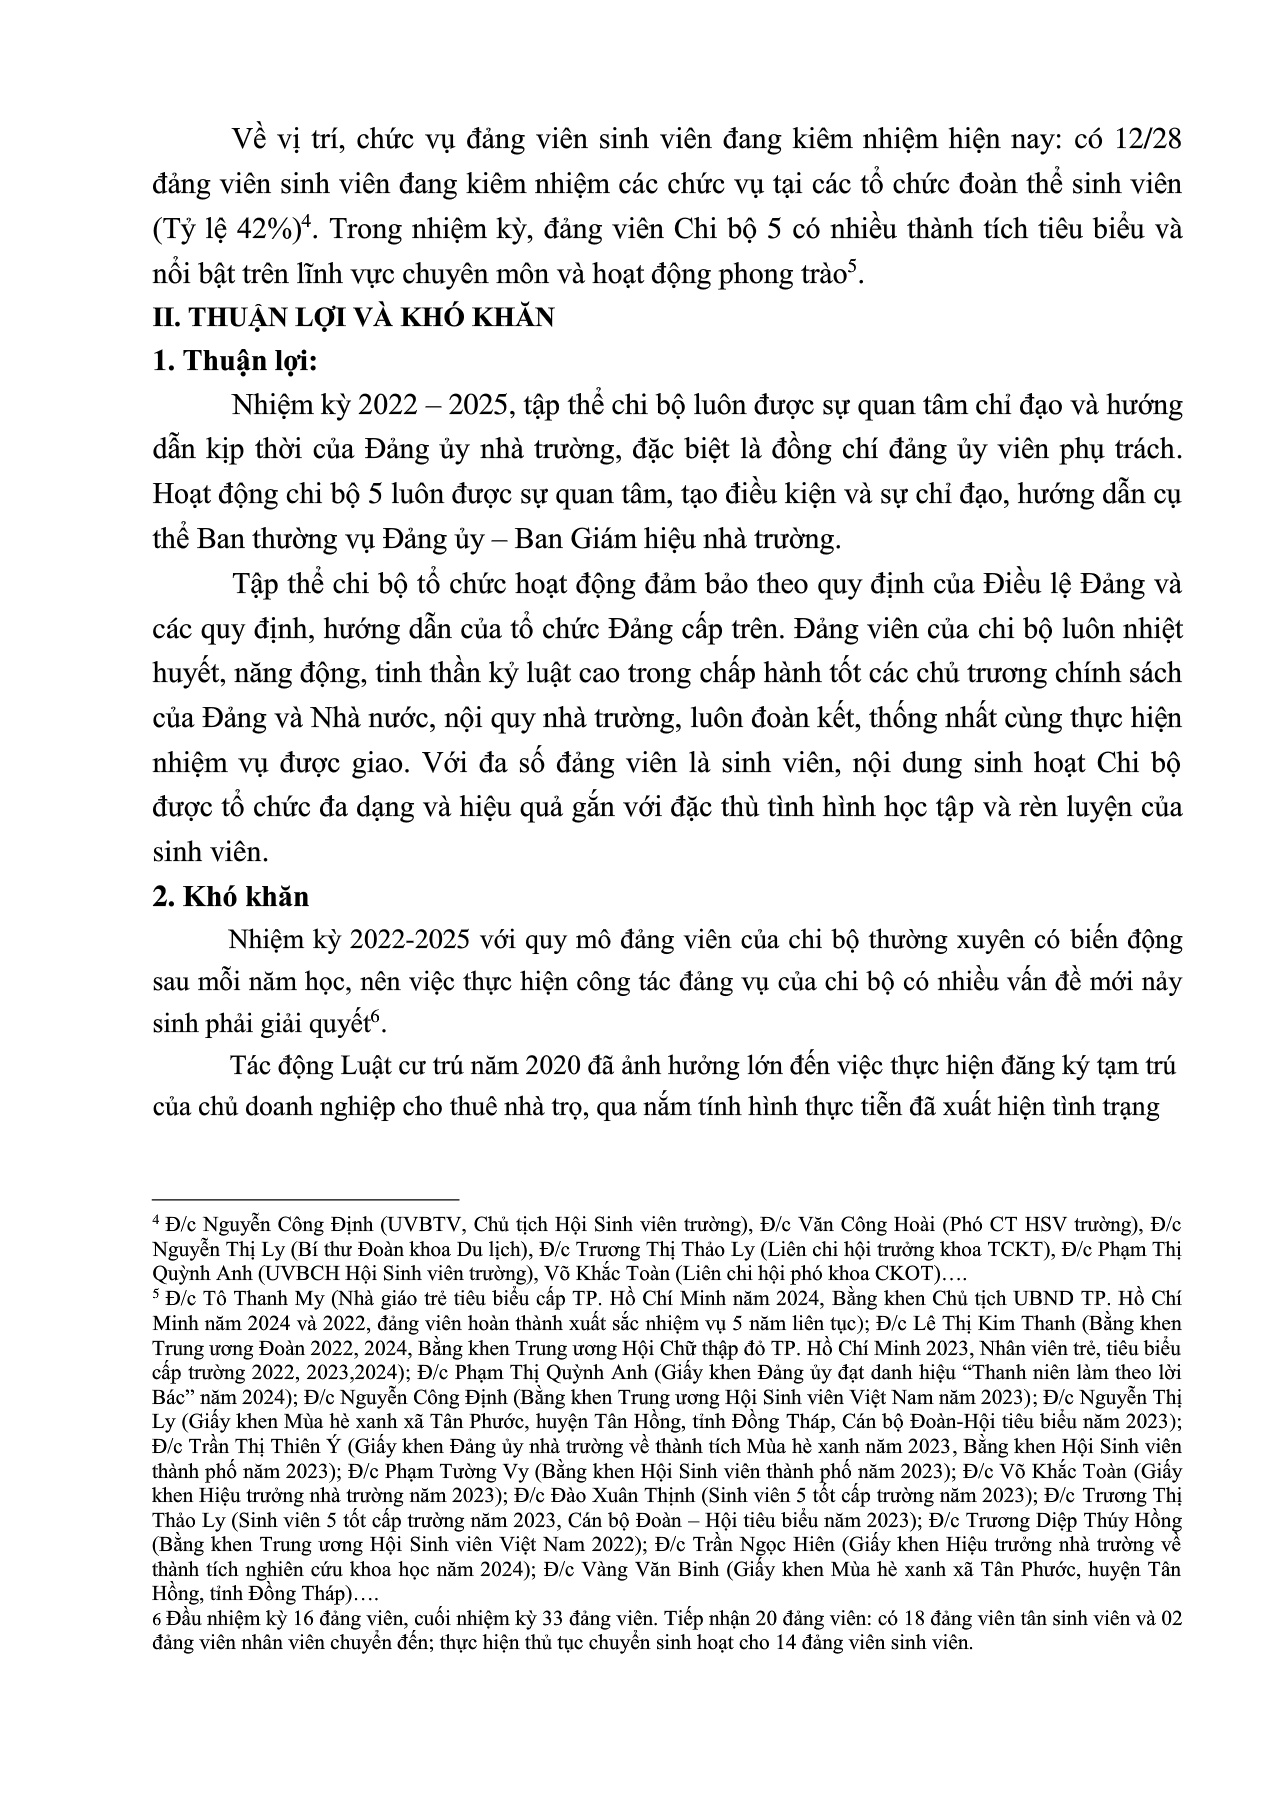 Về vị trí, chức vụ đảng viên sinh viên đang kiêm nhiệm hiện nay: có 12/28
đảng viên sinh viên đang kiêm nhiệm các chức vụ tại các tổ chức đoàn thể sinh viên
(Tỷ lệ 42%)⁴. Trong nhiệm kỳ, đảng viên Chi bộ 5 có nhiều thành tích tiêu biểu và
nổi bật trên lĩnh vực chuyên môn và hoạt động phong trào⁵.
II. THUẬN LỢI VÀ KHÓ KHĂN
1. Thuận lợi:
Nhiệm kỳ 2022 – 2025, tập thể chi bộ luôn được sự quan tâm chỉ đạo và hướng
dẫn kịp thời của Đảng ủy nhà trường, đặc biệt là đồng chí đảng ủy viên phụ trách.
Hoạt động chi bộ 5 luôn được sự quan tâm, tạo điều kiện và sự chỉ đạo, hướng dẫn cụ
thể Ban thường vụ Đảng ủy – Ban Giám hiệu nhà trường.
Tập thể chi bộ tổ chức hoạt động đảm bảo theo quy định của Điều lệ Đảng và
các quy định, hướng dẫn của tổ chức Đảng cấp trên. Đảng viên của chi bộ luôn nhiệt
huyết, năng động, tinh thần kỷ luật cao trong chấp hành tốt các chủ trương chính sách
của Đảng và Nhà nước, nội quy nhà trường, luôn đoàn kết, thống nhất cùng thực hiện
nhiệm vụ được giao. Với đa số đảng viên là sinh viên, nội dung sinh hoạt Chi bộ
được tổ chức đa dạng và hiệu quả gắn với đặc thù tình hình học tập và rèn luyện của
sinh viên.
2. Khó khăn
Nhiệm kỳ 2022-2025 với quy mô đảng viên của chi bộ thường xuyên có biến động
sau mỗi năm học, nên việc thực hiện công tác đảng vụ của chi bộ có nhiều vấn đề mới nảy
sinh phải giải quyết⁶.
Tác động Luật cư trú năm 2020 đã ảnh hưởng lớn đến việc thực hiện đăng ký tạm trú
của chủ doanh nghiệp cho thuê nhà trọ, qua nắm tính hình thực tiễn đã xuất hiện tình trạng
⁴ Đ/c Nguyễn Công Định (UVBTV, Chủ tịch Hội Sinh viên trường), Đ/c Văn Công Hoài (Phó CT HSV trường), Đ/c
Nguyễn Thị Ly (Bí thư Đoàn khoa Du lịch), Đ/c Trương Thị Thảo Ly (Liên chi hội trưởng khoa TCKT), Đ/c Phạm Thị
Quỳnh Anh (UVBCH Hội Sinh viên trường), Võ Khắc Toàn (Liên chi hội phó khoa CKOT)….
⁵ Đ/c Tô Thanh My (Nhà giáo trẻ tiêu biểu cấp TP. Hồ Chí Minh năm 2024, Bằng khen Chủ tịch UBND TP. Hồ Chí
Minh năm 2024 và 2022, đảng viên hoàn thành xuất sắc nhiệm vụ 5 năm liên tục); Đ/c Lê Thị Kim Thanh (Bằng khen
Trung ương Đoàn 2022, 2024, Bằng khen Trung ương Hội Chữ thập đỏ TP. Hồ Chí Minh 2023, Nhân viên trẻ, tiêu biểu
cấp trường 2022, 2023,2024); Đ/c Phạm Thị Quỳnh Anh (Giấy khen Đảng ủy đạt danh hiệu “Thanh niên làm theo lời
Bác” năm 2024); Đ/c Nguyễn Công Định (Bằng khen Trung ương Hội Sinh viên Việt Nam năm 2023); Đ/c Nguyễn Thị
Ly (Giấy khen Mùa hè xanh xã Tân Phước, huyện Tân Hồng, tỉnh Đồng Tháp, Cán bộ Đoàn-Hội tiêu biểu năm 2023);
Đ/c Trần Thị Thiên Ý (Giấy khen Đảng ủy nhà trường về thành tích Mùa hè xanh năm 2023, Bằng khen Hội Sinh viên
thành phố năm 2023); Đ/c Phạm Tường Vy (Bằng khen Hội Sinh viên thành phố năm 2023); Đ/c Võ Khắc Toàn (Giấy
khen Hiệu trưởng nhà trường năm 2023); Đ/c Đào Xuân Thịnh (Sinh viên 5 tốt cấp trường năm 2023); Đ/c Trương Thị
Thảo Ly (Sinh viên 5 tốt cấp trường năm 2023, Cán bộ Đoàn – Hội tiêu biểu năm 2023); Đ/c Trương Diệp Thúy Hồng
(Bằng khen Trung ương Hội Sinh viên Việt Nam 2022); Đ/c Trần Ngọc Hiên (Giấy khen Hiệu trưởng nhà trường về
thành tích nghiên cứu khoa học năm 2024); Đ/c Vàng Văn Binh (Giấy khen Mùa hè xanh xã Tân Phước, huyện Tân
Hồng, tỉnh Đồng Tháp)….
6 Đầu nhiệm kỳ 16 đảng viên, cuối nhiệm kỳ 33 đảng viên. Tiếp nhận 20 đảng viên: có 18 đảng viên tân sinh viên và 02
đảng viên nhân viên chuyển đến; thực hiện thủ tục chuyển sinh hoạt cho 14 đảng viên sinh viên.